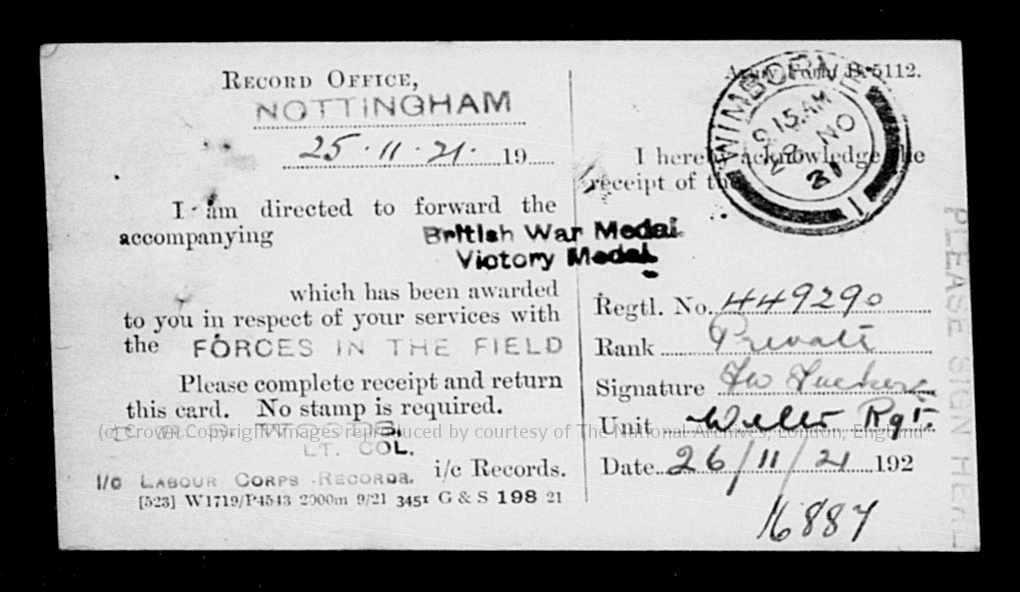 RECORD OFFICE,
NOTTINGHAM
25.11.21. 19
I am directed to forward the
accompanying
British War Medal
Victory Medal.
which has been awarded
to you in respect of your services with
the FORCES IN THE FIELD
Please complete receipt and return
this card. No stamp is required.
(c) Crown Copyright Images reproduced by courtesy of The National Archives, London, England
LT. COL.
I/c LABOUR CORPS RECORDS. i/c Records.
[523] W1719/P4543 2000m 9/21 3451 G & S 198 21
Army Form B. 5112.
WIMBORNE
9 15.AM
29 NO
21
1
I hereby acknowledge the
receipt of the
Regtl. No. 449290
Rank Private
Signature
Unit Wilts Rgt.
Date 26/11/21 192
16887
PLEASE SIGN HERE